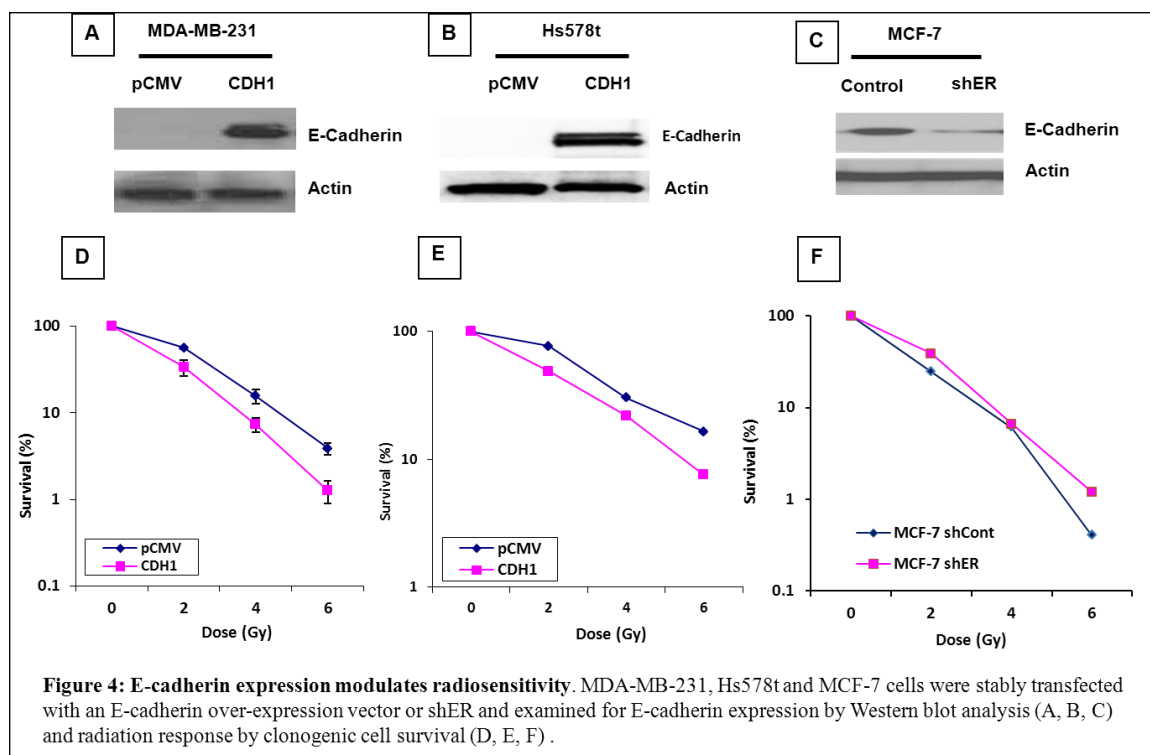 A
MDA-MB-231
pCMV
CDH1
E-Cadherin
Actin
B
Hs578t
pCMV
CDH1
E-Cadherin
Actin
C
MCF-7
Control
shER
E-Cadherin
Actin
D
Survival (%)
100
10
1
0.1
pCMV
CDH1
0
2
4
6
Dose (Gy)
E
Survival (%)
100
10
1
pCMV
CDH1
0
2
4
6
Dose (Gy)
F
Survival (%)
100
10
1
0.1
MCF-7 shCont
MCF-7 shER
0
2
4
6
Dose (Gy)
Figure 4: E-cadherin expression modulates radiosensitivity. MDA-MB-231, Hs578t and MCF-7 cells were stably transfected
with an E-cadherin over-expression vector or shER and examined for E-cadherin expression by Western blot analysis (A, B, C)
and radiation response by clonogenic cell survival (D, E, F) .